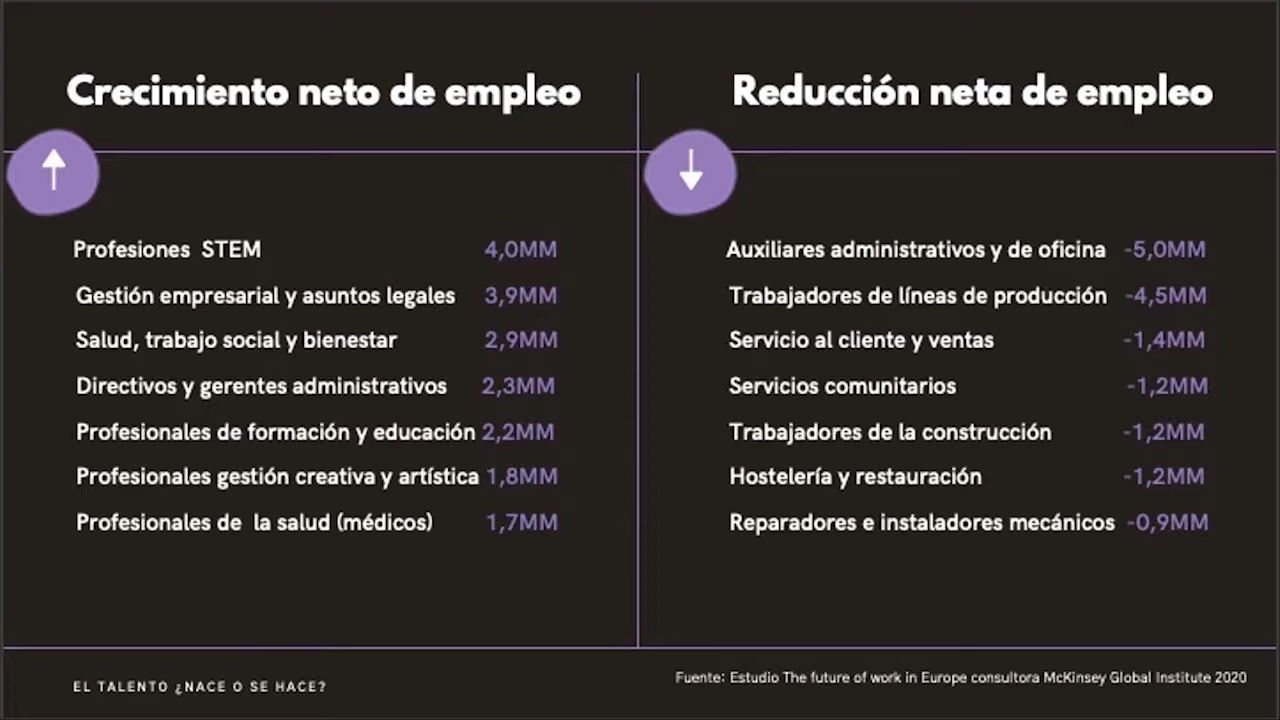 Crecimiento neto de empleo
Profesiones STEM 4,0MM
Gestión empresarial y asuntos legales 3,9MM
Salud, trabajo social y bienestar 2,9MM
Directivos y gerentes administrativos 2,3MM
Profesionales de formación y educación 2,2MM
Profesionales gestión creativa y artística 1,8MM
Profesionales de la salud (médicos) 1,7MM
Reducción neta de empleo
Auxiliares administrativos y de oficina -5,0MM
Trabajadores de líneas de producción -4,5MM
Servicio al cliente y ventas -1,4MM
Servicios comunitarios -1,2MM
Trabajadores de la construcción -1,2MM
Hostelería y restauración -1,2MM
Reparadores e instaladores mecánicos -0,9MM
EL TALENTO ¿NACE O SE HACE?
Fuente: Estudio The future of work in Europe consultora McKinsey Global Institute 2020